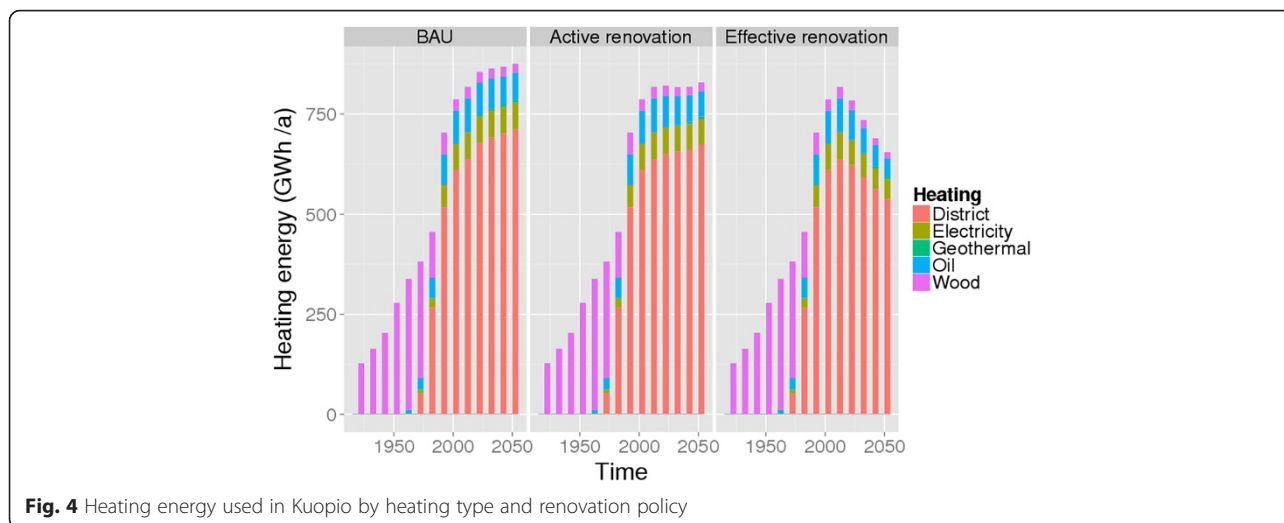 BAU Active renovation Effective renovation
Heating energy (GWh /a)
750
500
250
0
1950 2000 2050 1950 2000 2050 1950 2000 2050
Time
Heating
District
Electricity
Geothermal
Oil
Wood
Fig. 4 Heating energy used in Kuopio by heating type and renovation policy